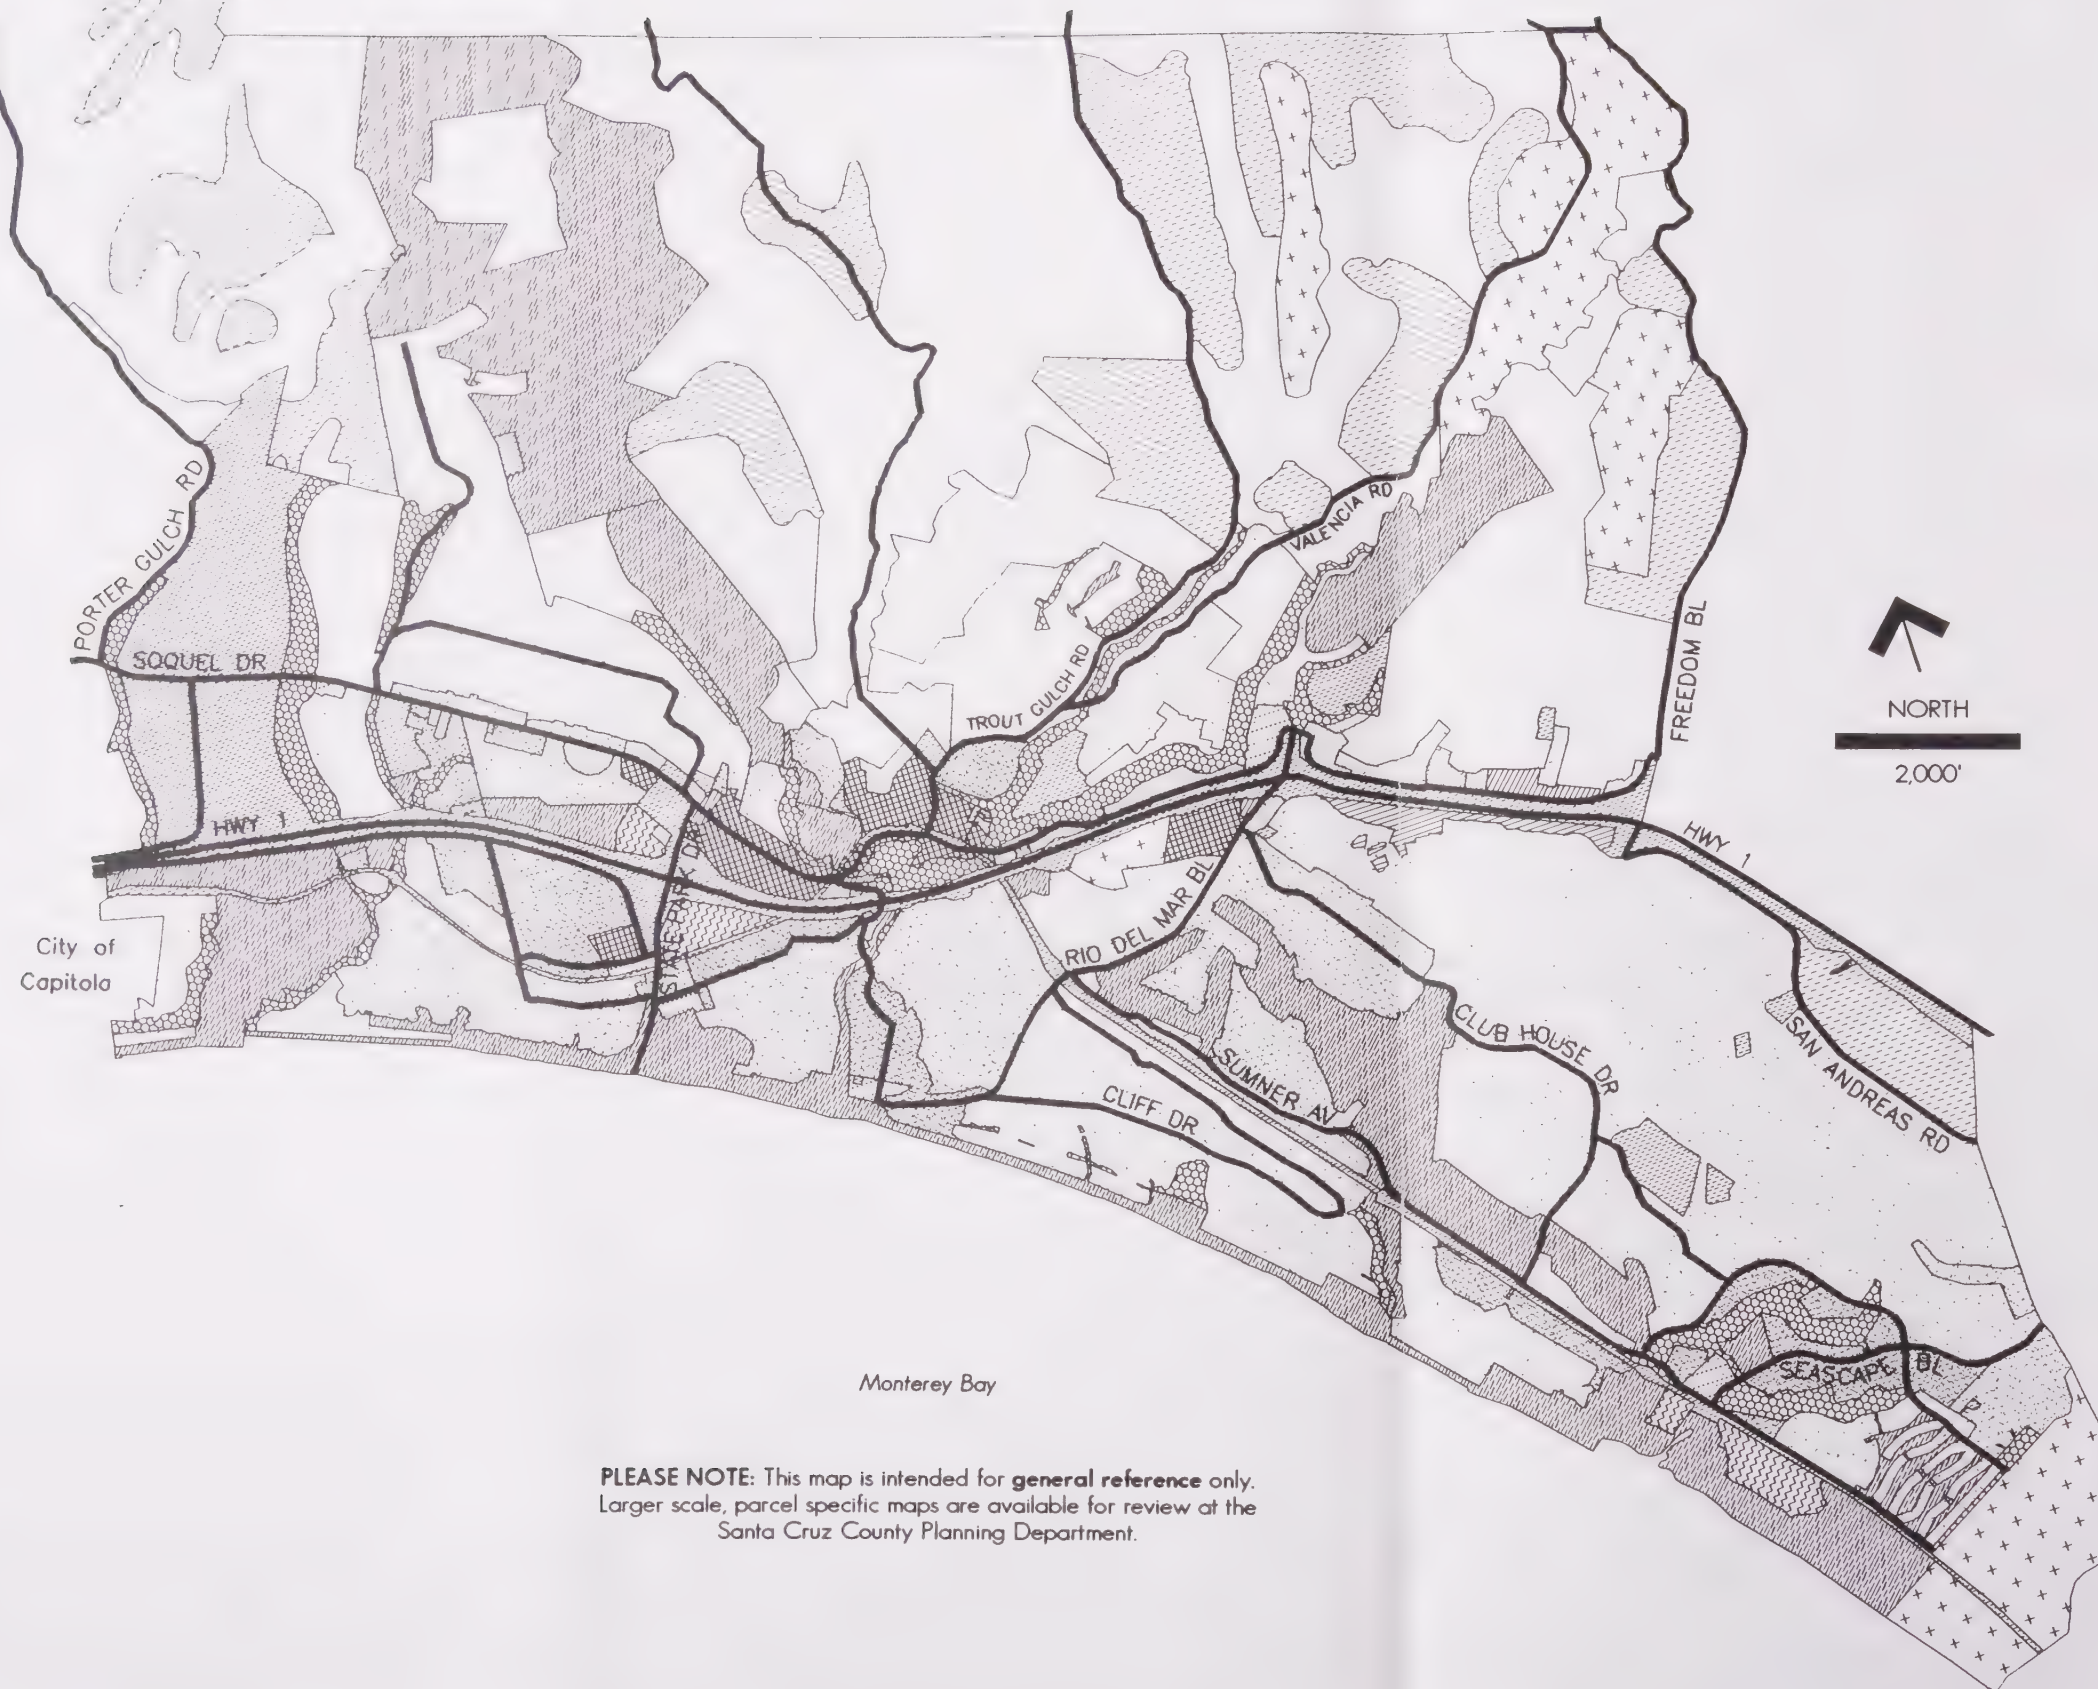 PORTER GULCH RD
SOQUEL DR
HWY 1
City of
Capitola
STATE PARK DR
TROUT GULCH RD
VALENCIA RD
RIO DEL MAR BL
FREEDOM BL
NORTH
2,000'
HWY 1
SAN ANDREAS RD
CLUB HOUSE DR
SUMNER AV
CLIFF DR
SEASCAPE BL
Monterey Bay
PLEASE NOTE: This map is intended for general reference only.
Larger scale, parcel specific maps are available for review at the
Santa Cruz County Planning Department.